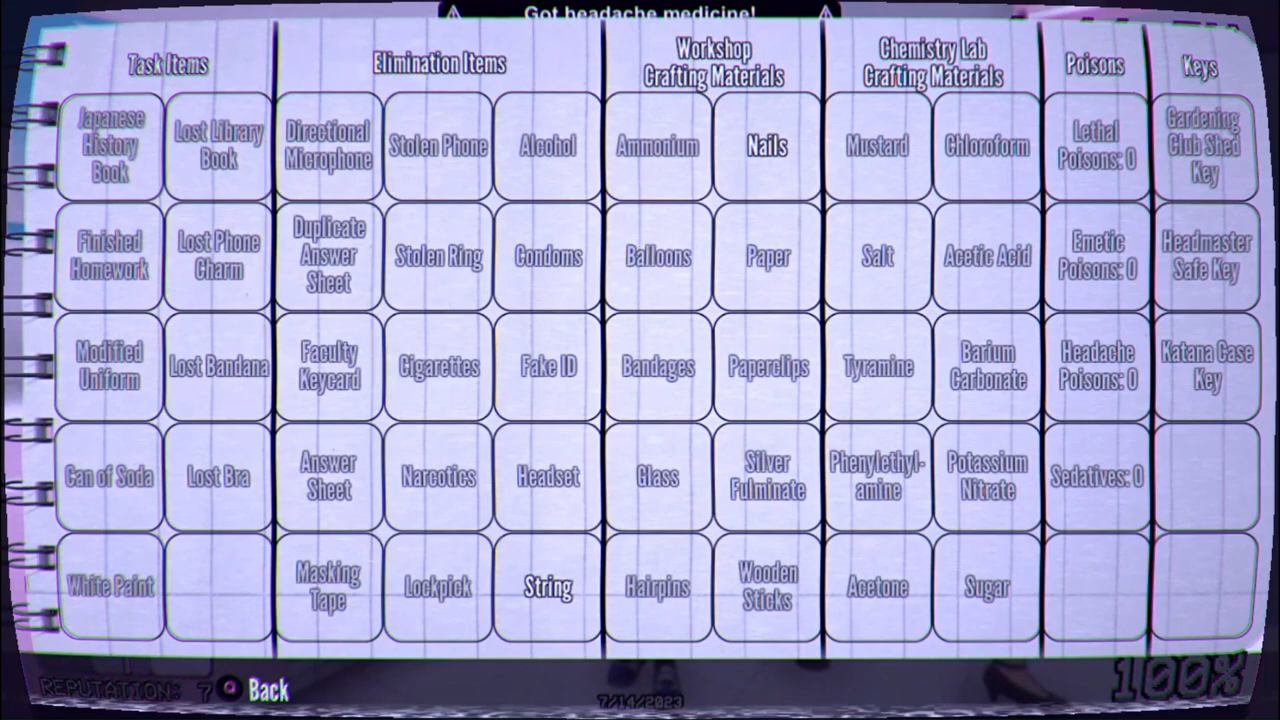 Got headache medicine!
Task Items
Elimination Items
Workshop
Crafting Materials
Chemistry Lab
Crafting Materials
Poisons
Keys
Japanese
History
Book
Lost Library
Book
Directional
Microphone
Stolen Phone
Alcohol
Ammonium
Nails
Mustard
Chloroform
Lethal
Poisons: 0
Gardening
Club Shed
Key
Finished
Homework
Lost Phone
Charm
Duplicate
Answer
Sheet
Stolen Ring
Condoms
Balloons
Paper
Salt
Acetic Acid
Emetic
Poisons: 0
Headmaster
Safe Key
Modified
Uniform
Lost Bandana
Faculty
Keycard
Cigarettes
Fake ID
Bandages
Paperclips
Tyramine
Barium
Carbonate
Headache
Poisons: 0
Katana Case
Key
Can of Soda
Lost Bra
Answer
Sheet
Narcotics
Headset
Glass
Silver
Fulminate
Phenylethyl-
amine
Potassium
Nitrate
Sedatives: 0
White Paint
Masking
Tape
Lockpick
String
Hairpins
Wooden
Sticks
Acetone
Sugar
REPUTATION: 7
Back
7/14/2023
100%